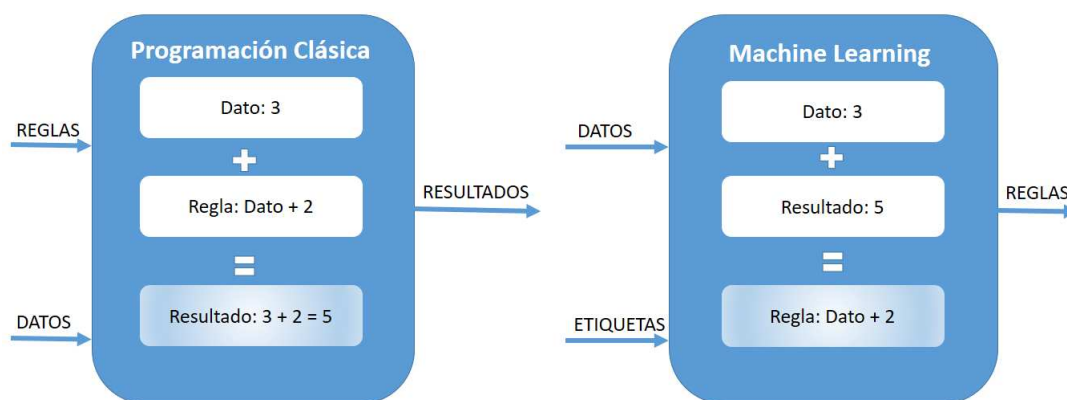 Programación Clásica
REGLAS
DATOS
Dato: 3
+
Regla: Dato + 2
=
Resultado: 3 + 2 = 5
RESULTADOS
Machine Learning
DATOS
ETIQUETAS
Dato: 3
+
Resultado: 5
=
Regla: Dato + 2
REGLAS